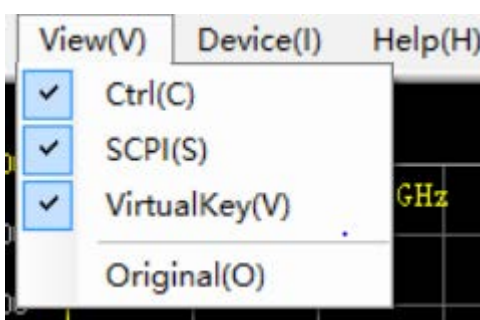 View(V) Device(I) Help(H)
Ctrl(C)
SCPI(S)
VirtualKey(V)
GHz
Original(O)